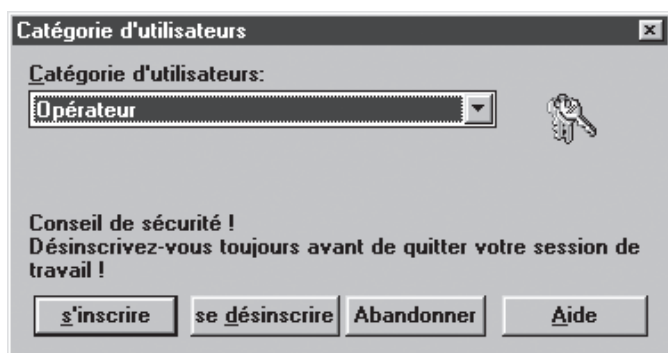 Catégorie d'utilisateurs
Catégorie d'utilisateurs:
Opérateur
Conseil de sécurité !
Désinscrivez-vous toujours avant de quitter votre session de
travail !
s'inscrire
se désinscrire
Abandonner
Aide